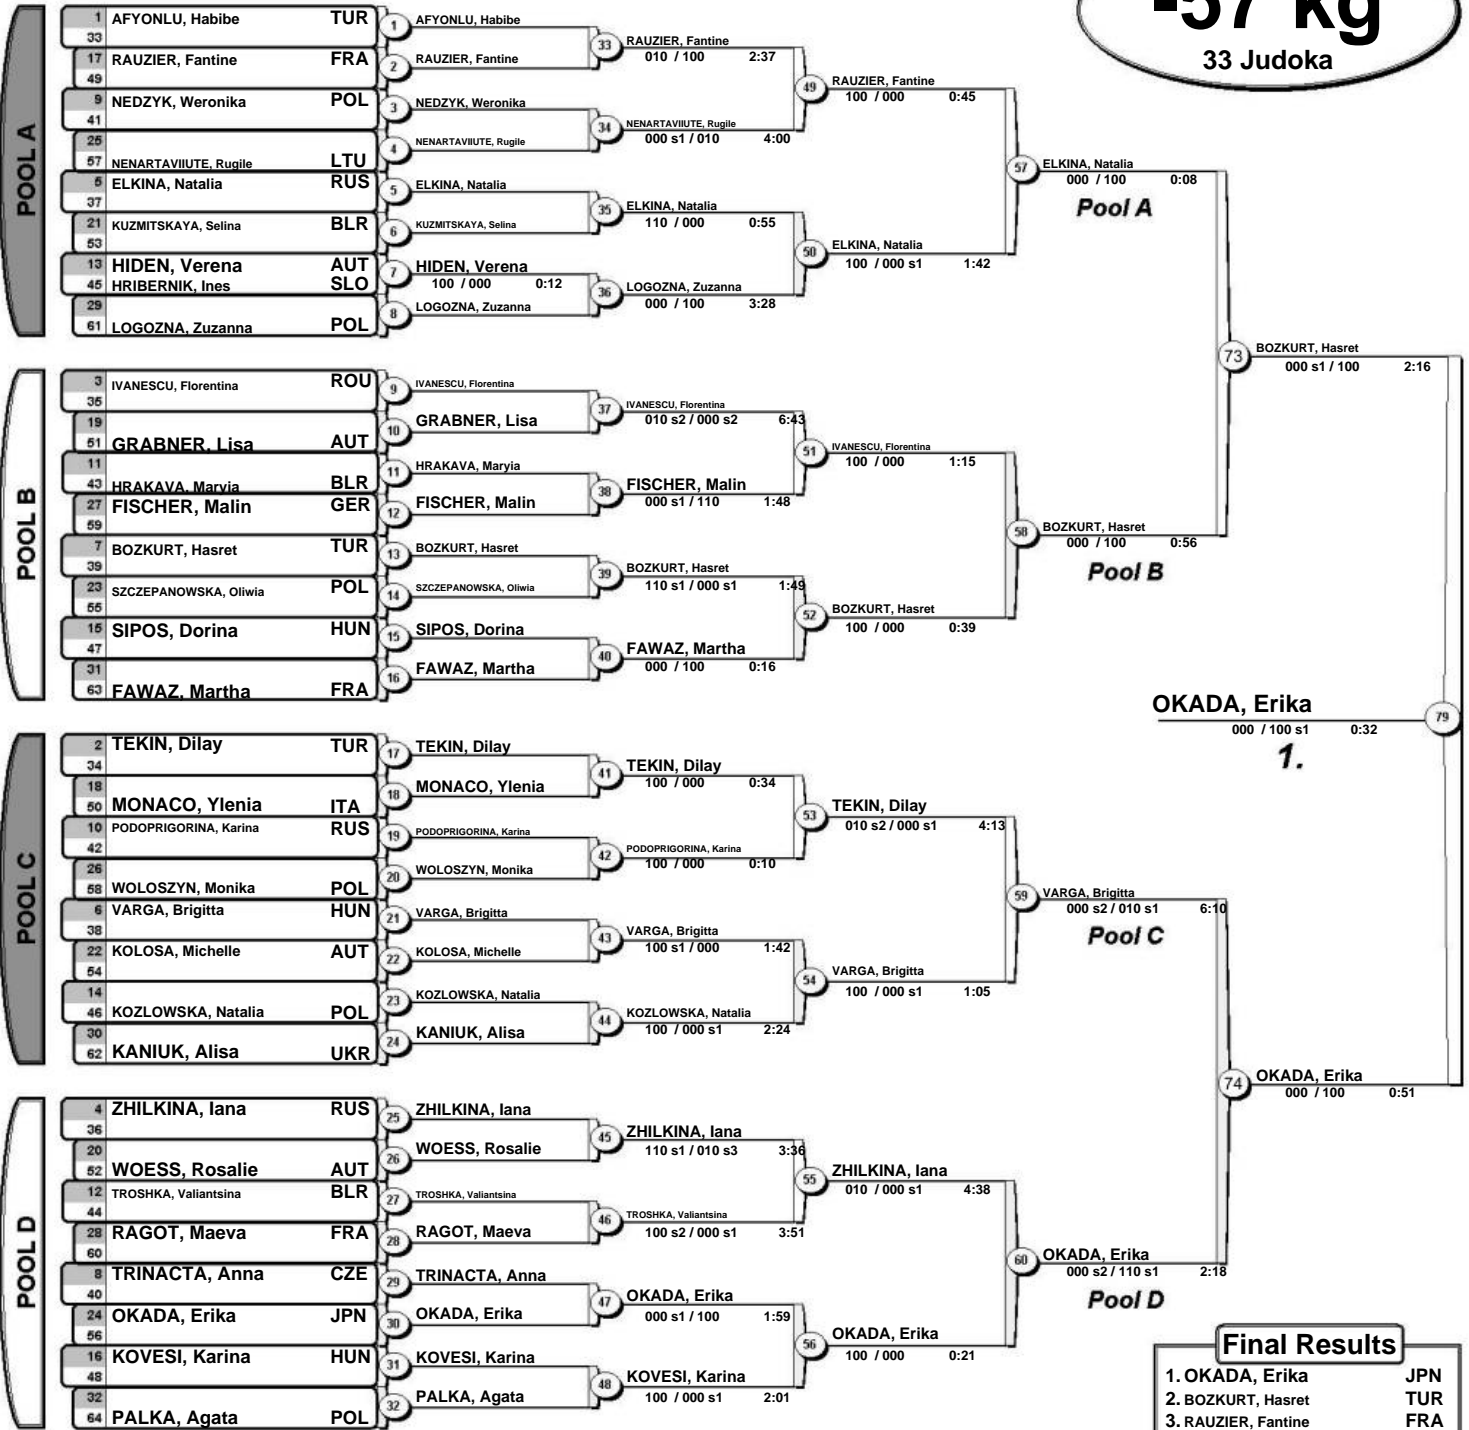 -57 kg
33 Judoka
POOL A
1 AFYONLU, Habibe TUR
33
17 RAUZIER, Fantine FRA
49
9 NEDZYK, Weronika POL
41
25
57 NENARTAVIIUTE, Rugile LTU
5 ELKINA, Natalia RUS
37
21 KUZMITSKAYA, Selina BLR
53
13 HIDEN, Verena AUT
45 HRIBERNIK, Ines SLO
29
61 LOGOZNA, Zuzanna POL
1 AFYONLU, Habibe
2 RAUZIER, Fantine
3 NEDZYK, Weronika
4 NENARTAVIIUTE, Rugile
5 ELKINA, Natalia
6 KUZMITSKAYA, Selina
7 HIDEN, Verena
100 / 000 0:12
8 LOGOZNA, Zuzanna
33 RAUZIER, Fantine
010 / 100 2:37
34 NENARTAVIIUTE, Rugile
000 s1 / 010 4:00
35 ELKINA, Natalia
110 / 000 0:55
36 LOGOZNA, Zuzanna
000 / 100 3:28
49 RAUZIER, Fantine
100 / 000 0:45
50 ELKINA, Natalia
100 / 000 s1 1:42
57 ELKINA, Natalia
000 / 100 0:08
Pool A
POOL B
3 IVANESCU, Florentina ROU
35
19
51 GRABNER, Lisa AUT
11
43 HRAKAVA, Maryia BLR
27 FISCHER, Malin GER
59
7 BOZKURT, Hasret TUR
39
23 SZCZEPANOWSKA, Oliwia POL
55
15 SIPOS, Dorina HUN
47
31
63 FAWAZ, Martha FRA
9 IVANESCU, Florentina
10 GRABNER, Lisa
11 HRAKAVA, Maryia
12 FISCHER, Malin
13 BOZKURT, Hasret
14 SZCZEPANOWSKA, Oliwia
15 SIPOS, Dorina
16 FAWAZ, Martha
37 IVANESCU, Florentina
010 s2 / 000 s2 6:43
38 FISCHER, Malin
000 s1 / 110 1:48
39 BOZKURT, Hasret
110 s1 / 000 s1 1:49
40 FAWAZ, Martha
000 / 100 0:16
51 IVANESCU, Florentina
100 / 000 1:15
52 BOZKURT, Hasret
100 / 000 0:39
58 BOZKURT, Hasret
000 / 100 0:56
Pool B
73 BOZKURT, Hasret
000 s1 / 100 2:16
OKADA, Erika 79
000 / 100 s1 0:32
1.
POOL C
2 TEKIN, Dilay TUR
34
18
50 MONACO, Ylenia ITA
10 PODOPRIGORINA, Karina RUS
42
26
58 WOLOSZYN, Monika POL
6 VARGA, Brigitta HUN
38
22 KOLOSA, Michelle AUT
54
14
46 KOZLOWSKA, Natalia POL
30
62 KANIUK, Alisa UKR
17 TEKIN, Dilay
18 MONACO, Ylenia
19 PODOPRIGORINA, Karina
20 WOLOSZYN, Monika
21 VARGA, Brigitta
22 KOLOSA, Michelle
23 KOZLOWSKA, Natalia
24 KANIUK, Alisa
41 TEKIN, Dilay
100 / 000 0:34
42 PODOPRIGORINA, Karina
100 / 000 0:10
43 VARGA, Brigitta
100 s1 / 000 1:42
44 KOZLOWSKA, Natalia
100 / 000 s1 2:24
53 TEKIN, Dilay
010 s2 / 000 s1 4:13
54 VARGA, Brigitta
100 / 000 s1 1:05
59 VARGA, Brigitta
000 s2 / 010 s1 6:10
Pool C
POOL D
4 ZHILKINA, Iana RUS
36
20
52 WOESS, Rosalie AUT
12 TROSHKA, Valiantsina BLR
44
28 RAGOT, Maeva FRA
60
8 TRINACTA, Anna CZE
40
24 OKADA, Erika JPN
56
16 KOVESI, Karina HUN
48
32
64 PALKA, Agata POL
25 ZHILKINA, Iana
26 WOESS, Rosalie
27 TROSHKA, Valiantsina
28 RAGOT, Maeva
29 TRINACTA, Anna
30 OKADA, Erika
31 KOVESI, Karina
32 PALKA, Agata
45 ZHILKINA, Iana
110 s1 / 010 s3 3:36
46 TROSHKA, Valiantsina
100 s2 / 000 s1 3:51
47 OKADA, Erika
000 s1 / 100 1:59
48 KOVESI, Karina
100 / 000 s1 2:01
55 ZHILKINA, Iana
010 / 000 s1 4:38
56 OKADA, Erika
100 / 000 0:21
60 OKADA, Erika
000 s2 / 110 s1 2:18
Pool D
74 OKADA, Erika
000 / 100 0:51
Final Results
1. OKADA, Erika JPN
2. BOZKURT, Hasret TUR
3. RAUZIER, Fantine FRA